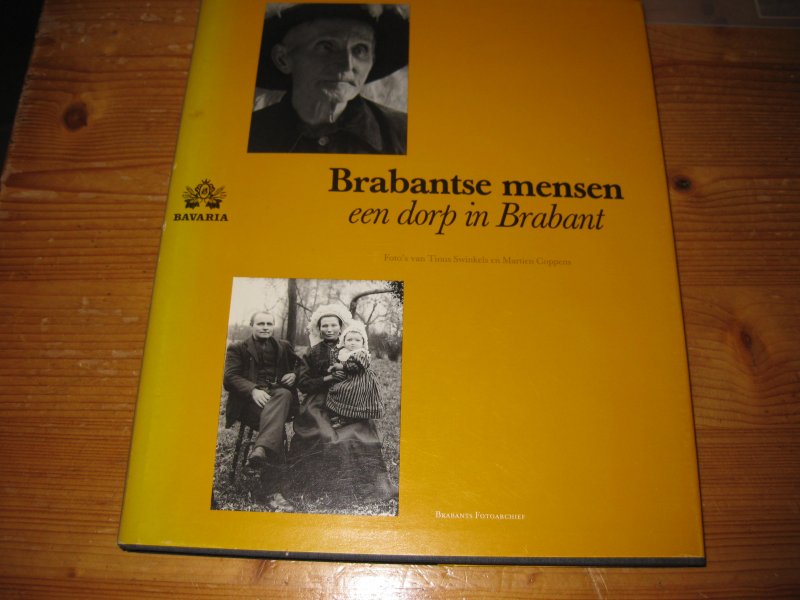 Brabantse mensen
een dorp in Brabant
BAVARIA
Foto's van Tinus Swinkels en Martien Coppens
BRABANTS FOTOARCHIEF